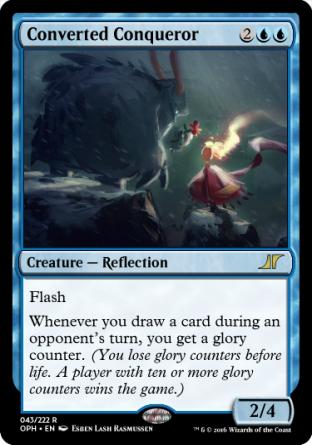 Converted Conqueror 2UU
Creature — Reflection
Flash
Whenever you draw a card during an
opponent's turn, you get a glory
counter. (You lose glory counters before
life. A player with ten or more glory
counters wins the game.)
2/4
043/222 R
OPH • EN Esben Lash Rasmussen
™ & © 2016 Wizards of the Coast